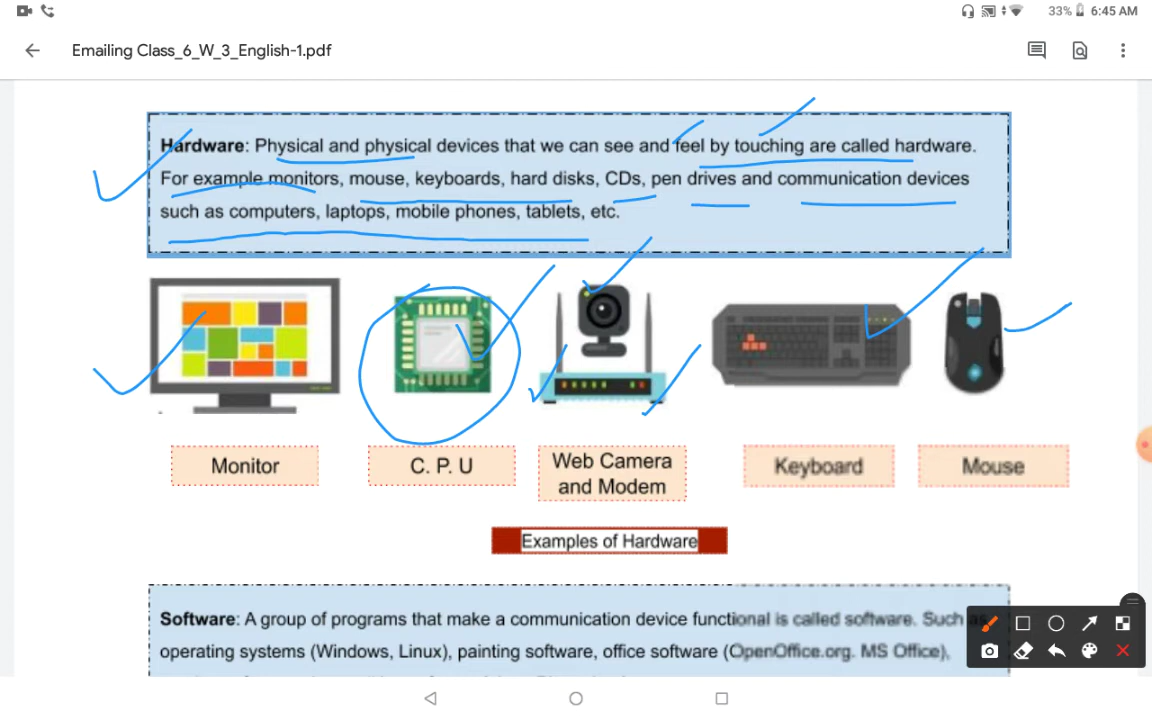 33% 6:45 AM
Emailing Class_6_W_3_English-1.pdf
Hardware: Physical and physical devices that we can see and feel by touching are called hardware.
For example monitors, mouse, keyboards, hard disks, CDs, pen drives and communication devices
such as computers, laptops, mobile phones, tablets, etc.
Monitor
C. P. U
Web Camera
and Modem
Keyboard
Mouse
Examples of Hardware
Software: A group of programs that make a communication device functional is called software. Such as
operating systems (Windows, Linux), painting software, office software (OpenOffice.org. MS Office),